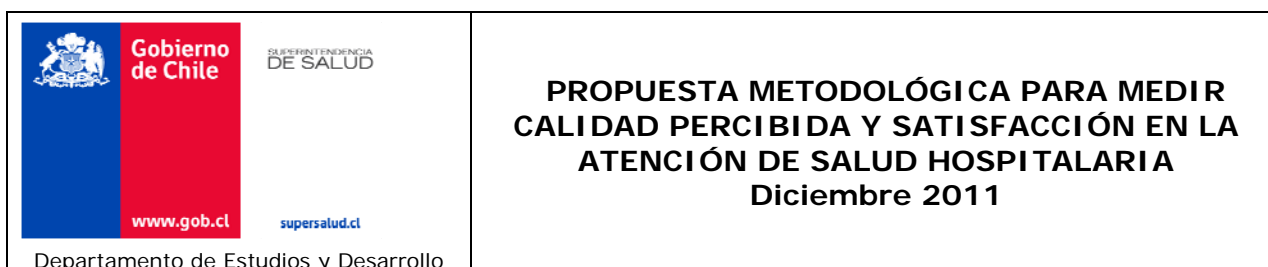 Gobierno
de Chile
SUPERINTENDENCIA
DE SALUD
www.gob.cl
supersalud.cl
Departamento de Estudios y Desarrollo
PROPUESTA METODOLÓGICA PARA MEDIR
CALIDAD PERCIBIDA Y SATISFACCIÓN EN LA
ATENCIÓN DE SALUD HOSPITALARIA
Diciembre 2011